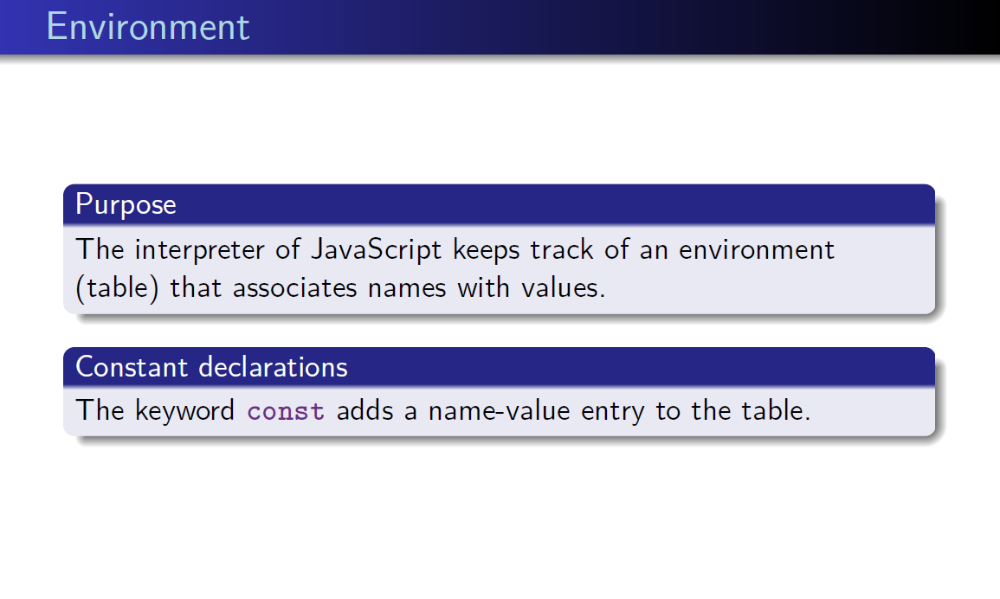 Environment
Purpose
The interpreter of JavaScript keeps track of an environment
(table) that associates names with values.
Constant declarations
The keyword const adds a name-value entry to the table.